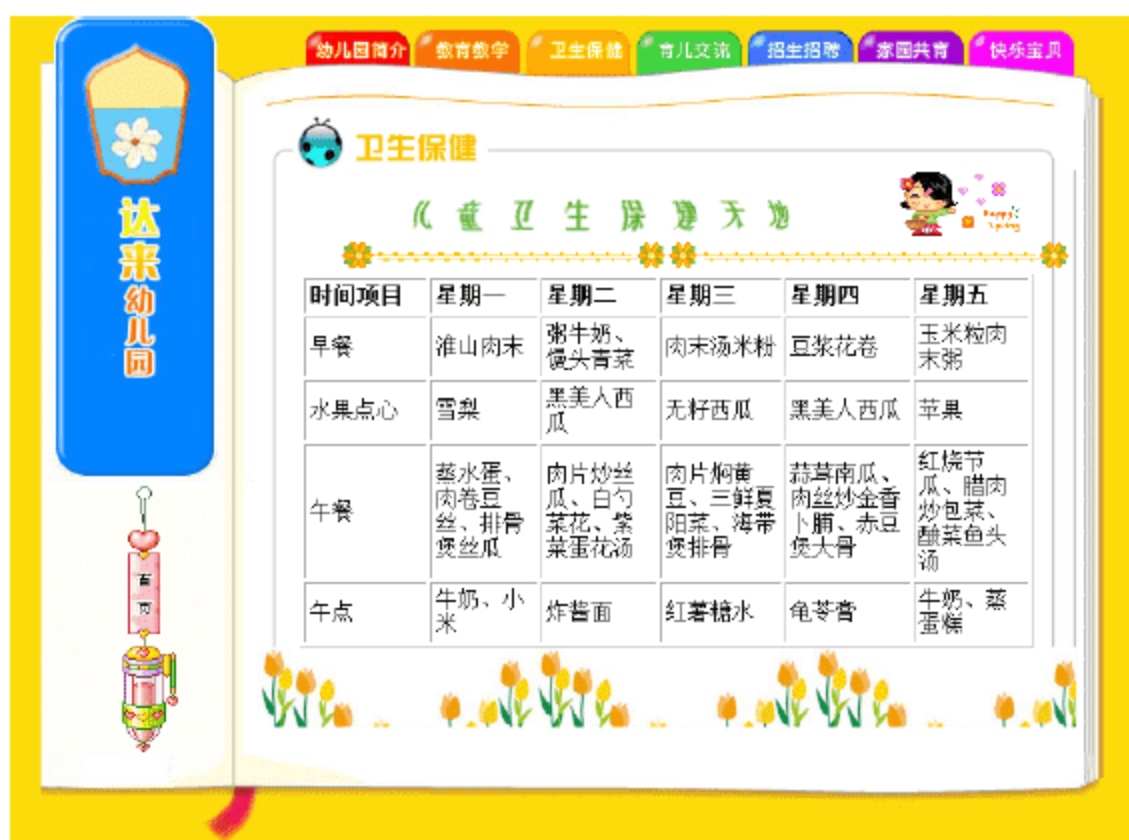 幼儿园简介 教育教学 卫生保健 育儿交流 招生招聘 家园共育 快乐宝贝
达来幼儿园
首页
卫生保健
儿童卫生保健天地
happy
Spring
时间项目 星期一 星期二 星期三 星期四 星期五
早餐 淮山肉末 粥牛奶、馒头青菜 肉末汤米粉 豆浆花卷 玉米粒肉末粥
水果点心 雪梨 黑美人西瓜 无籽西瓜 黑美人西瓜 苹果
午餐 蒸水蛋、肉卷豆丝、排骨煲丝瓜 肉片炒丝瓜、白勺菜花、紫菜蛋花汤 肉片焖黄豆、三鲜夏阳菜、海带煲排骨 蒜茸南瓜、肉丝炒金香卜脯、赤豆煲大骨 红烧节瓜、腊肉炒包菜、酸菜鱼头汤
午点 牛奶、小米 炸酱面 红薯糖水 龟苓膏 牛奶、蒸蛋糕